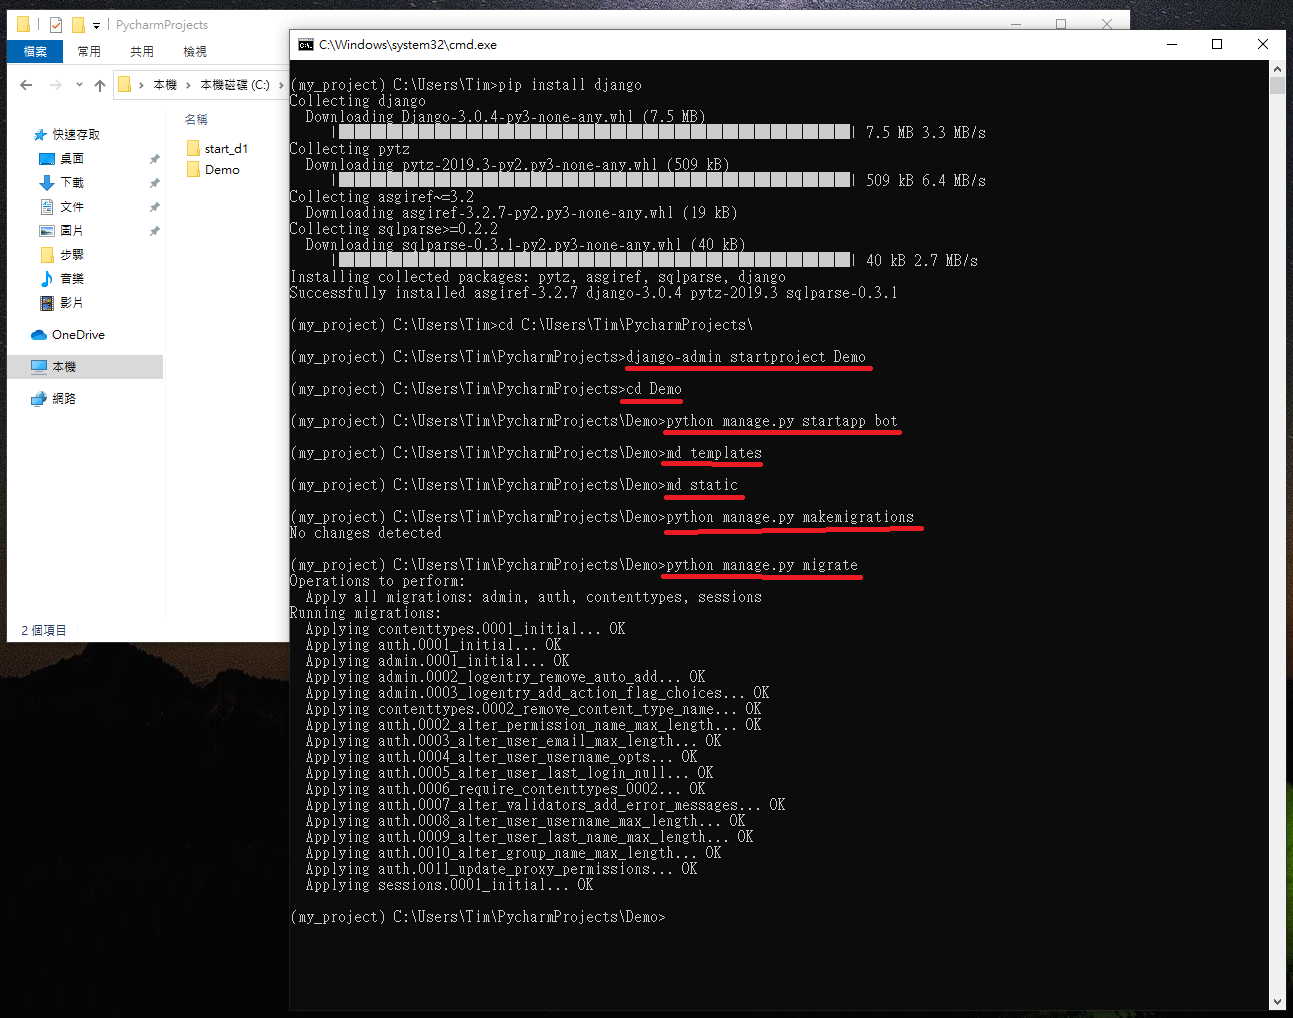 PycharmProjects
檔案 常用 共用 檢視
本機 本機磁碟 (C:)
名稱
快速存取
桌面
下載
文件
圖片
步驟
音樂
影片
OneDrive
本機
網路
start_d1
Demo
2 個項目
C:\Windows\system32\cmd.exe
(my_project) C:\Users\Tim>pip install django
Collecting django
Downloading Django-3.0.4-py3-none-any.whl (7.5 MB)
| | 7.5 MB 3.3 MB/s
Collecting pytz
Downloading pytz-2019.3-py2.py3-none-any.whl (509 kB)
| | 509 kB 6.4 MB/s
Collecting asgiref~=3.2
Downloading asgiref-3.2.7-py2.py3-none-any.whl (19 kB)
Collecting sqlparse>=0.2.2
Downloading sqlparse-0.3.1-py2.py3-none-any.whl (40 kB)
| | 40 kB 2.7 MB/s
Installing collected packages: pytz, asgiref, sqlparse, django
Successfully installed asgiref-3.2.7 django-3.0.4 pytz-2019.3 sqlparse-0.3.1
(my_project) C:\Users\Tim>cd C:\Users\Tim\PycharmProjects\
(my_project) C:\Users\Tim\PycharmProjects>django-admin startproject Demo
(my_project) C:\Users\Tim\PycharmProjects>cd Demo
(my_project) C:\Users\Tim\PycharmProjects\Demo>python manage.py startapp bot
(my_project) C:\Users\Tim\PycharmProjects\Demo>md templates
(my_project) C:\Users\Tim\PycharmProjects\Demo>md static
(my_project) C:\Users\Tim\PycharmProjects\Demo>python manage.py makemigrations
No changes detected
(my_project) C:\Users\Tim\PycharmProjects\Demo>python manage.py migrate
Operations to perform:
Apply all migrations: admin, auth, contenttypes, sessions
Running migrations:
Applying contenttypes.0001_initial... OK
Applying auth.0001_initial... OK
Applying admin.0001_initial... OK
Applying admin.0002_logentry_remove_auto_add... OK
Applying admin.0003_logentry_add_action_flag_choices... OK
Applying contenttypes.0002_remove_content_type_name... OK
Applying auth.0002_alter_permission_name_max_length... OK
Applying auth.0003_alter_user_email_max_length... OK
Applying auth.0004_alter_user_username_opts... OK
Applying auth.0005_alter_user_last_login_null... OK
Applying auth.0006_require_contenttypes_0002... OK
Applying auth.0007_alter_validators_add_error_messages... OK
Applying auth.0008_alter_user_username_max_length... OK
Applying auth.0009_alter_user_last_name_max_length... OK
Applying auth.0010_alter_group_name_max_length... OK
Applying auth.0011_update_proxy_permissions... OK
Applying sessions.0001_initial... OK
(my_project) C:\Users\Tim\PycharmProjects\Demo>